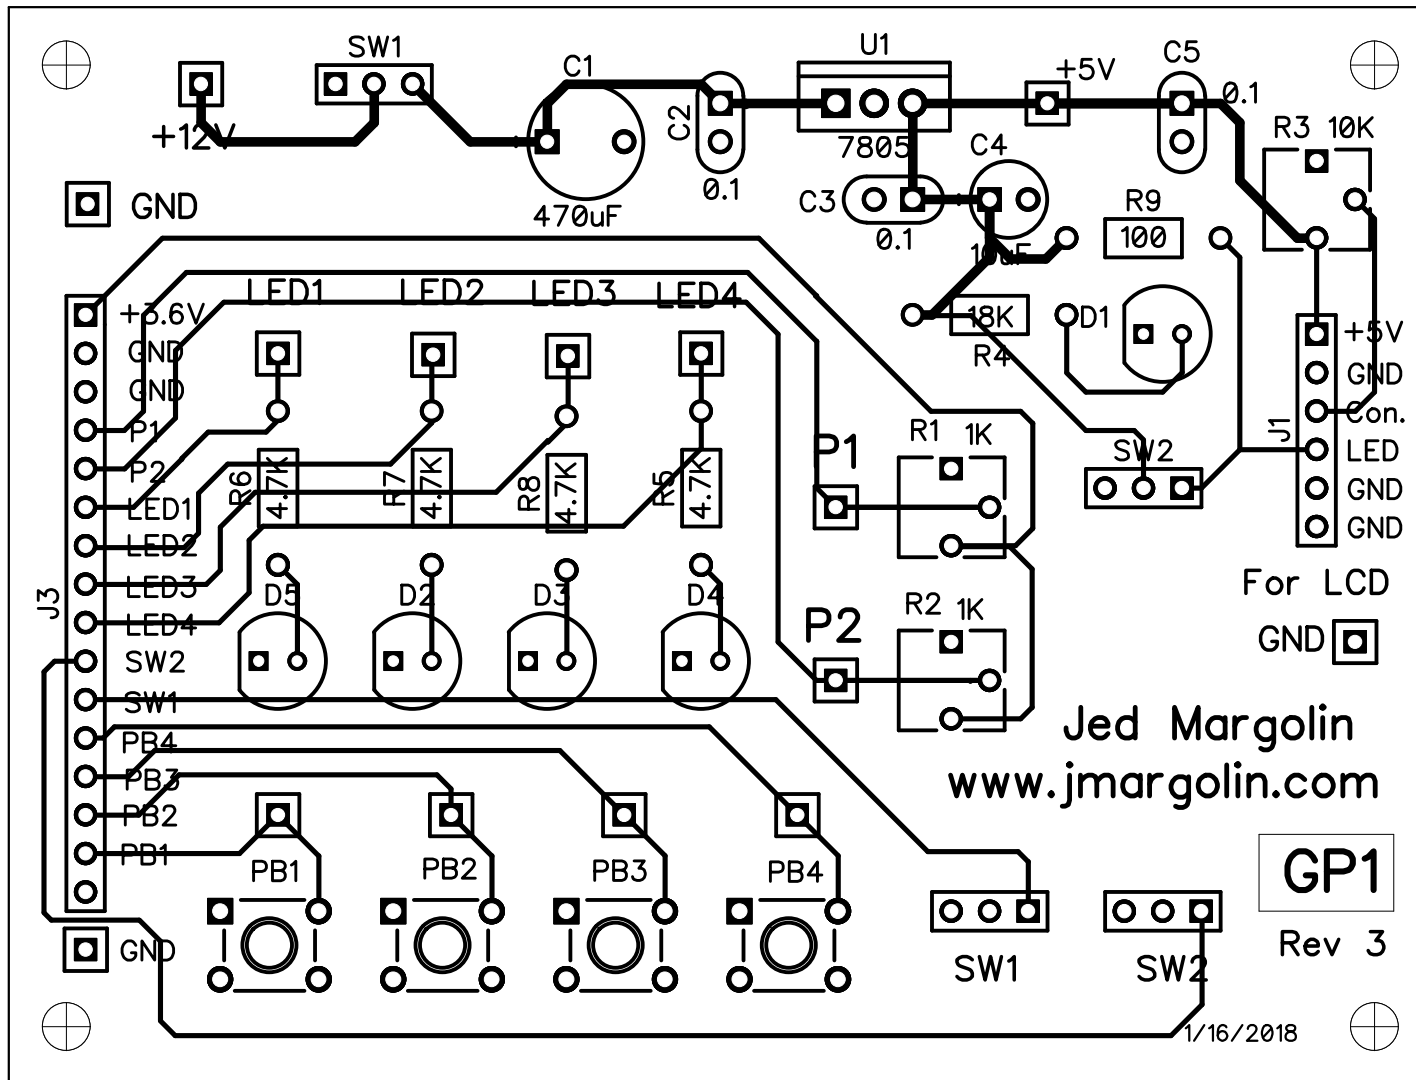 SW1
C1
U1
+5V
C5
+12V
C2
0.1
7805
C4
0.1
R3 10K
GND
470uF
C3
0.1
10uF
R9
100
LED1
LED2
LED3
LED4
18K
R4
D1
+3.6V
GND
GND
P1
P2
LED1
LED2
LED3
LED4
SW2
SW1
PB4
PB3
PB2
PB1
J3
GND
R6
4.7K
R7
4.7K
R8
4.7K
R5
4.7K
D5
D2
D3
D4
P1
R1
1K
P2
R2
1K
SW2
J1
+5V
GND
Con.
LED
GND
GND
For LCD
GND
Jed Margolin
www.jmargolin.com
PB1
PB2
PB3
PB4
GP1
Rev 3
SW1
SW2
1/16/2018